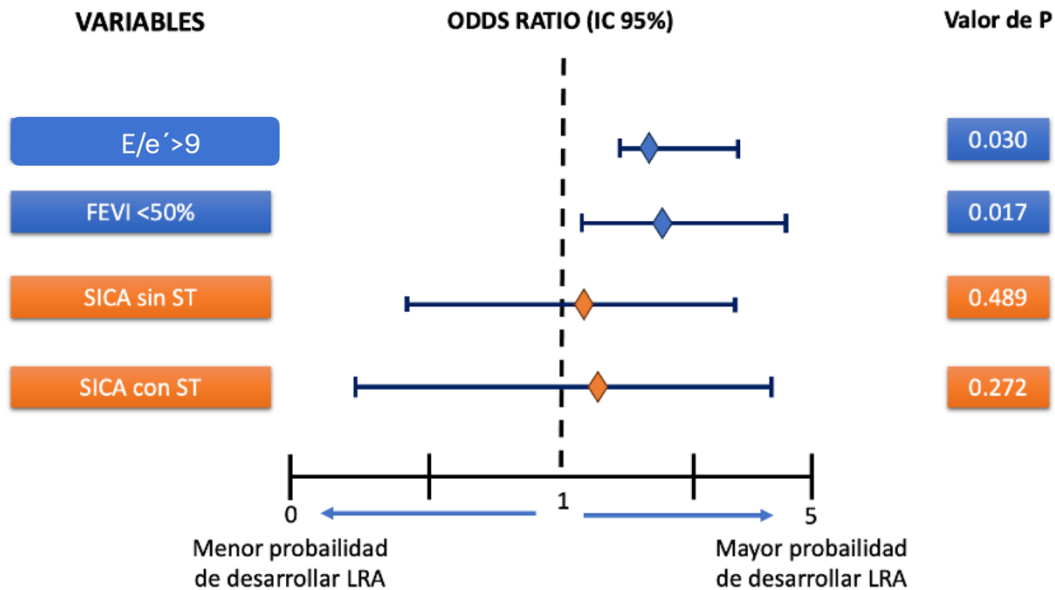 VARIABLES ODDS RATIO (IC 95%) Valor de P
E/e´>9 0.030
FEVI <50% 0.017
SICA sin ST 0.489
SICA con ST 0.272
0 1 5
Menor probailidad
de desarrollar LRA
Mayor probailidad
de desarrollar LRA